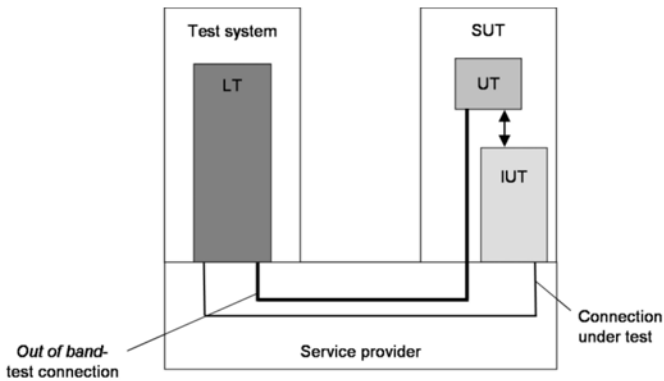 Test system
SUT
LT
UT
IUT
Connection
under test
Out of band-
test connection
Service provider